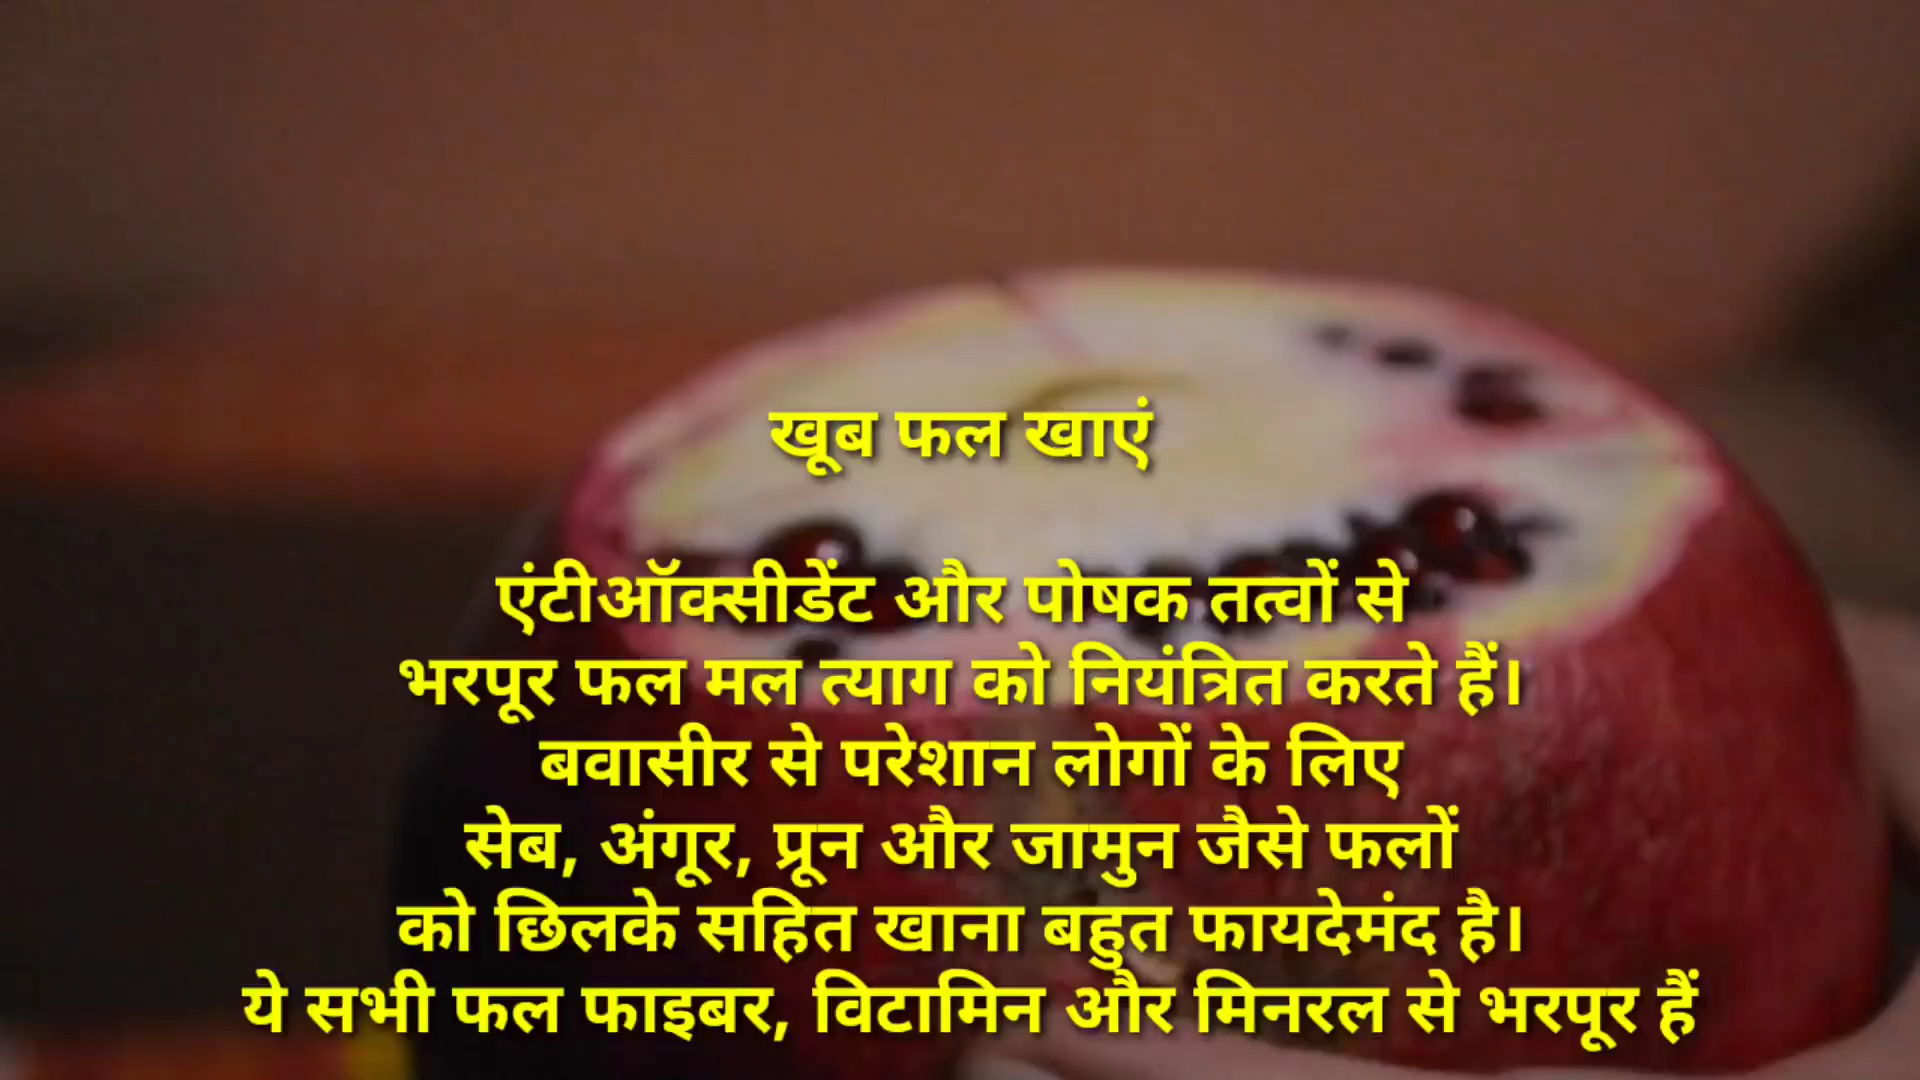 खूब फल खाएं
एंटीऑक्सीडेंट और पोषक तत्वों से
भरपूर फल मल त्याग को नियंत्रित करते हैं।
बवासीर से परेशान लोगों के लिए
सेब, अंगूर, प्रून और जामुन जैसे फलों
को छिलके सहित खाना बहुत फायदेमंद है।
ये सभी फल फाइबर, विटामिन और मिनरल से भरपूर हैं